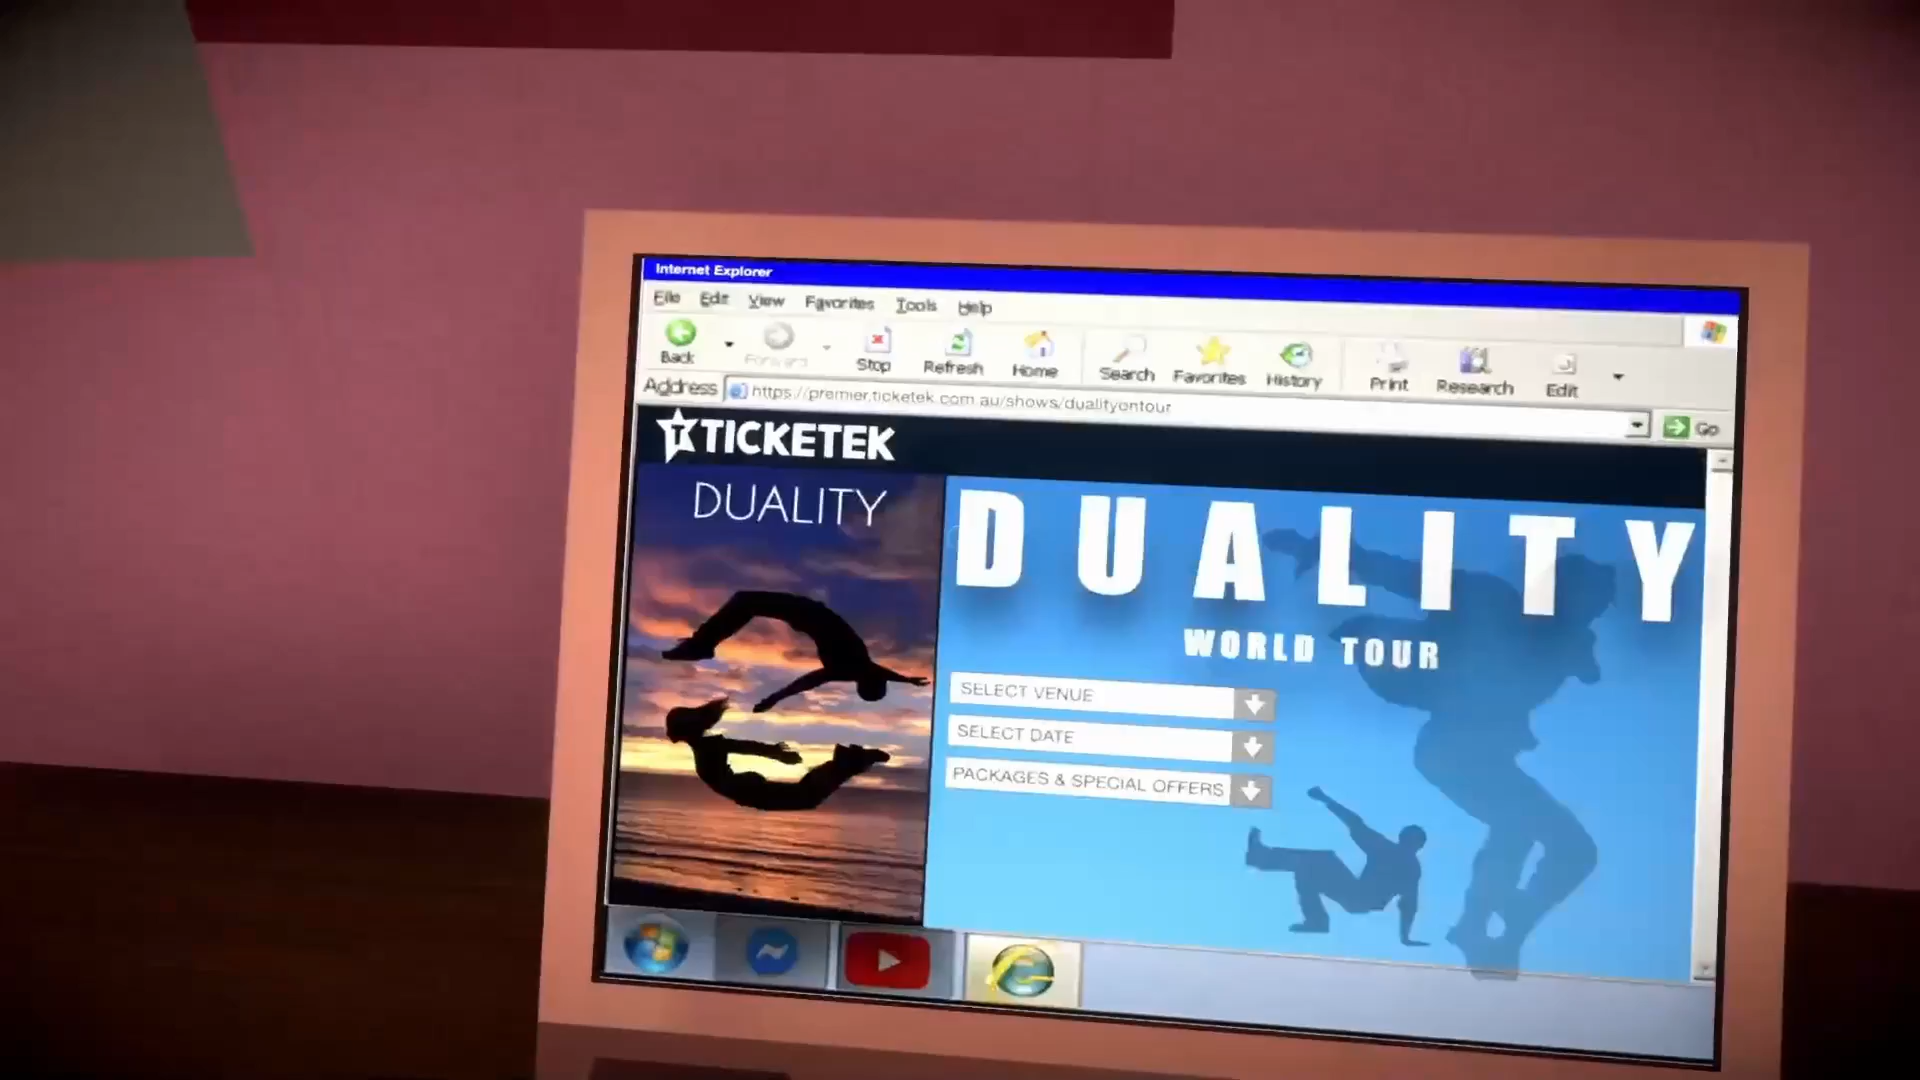 Internet Explorer
File Edit View Favorites Tools Help
Back Forward Stop Refresh Home Search Favorites History Print Research Edit
Address https://premier.ticketek.com.au/shows/dualityontour Go
TICKETEK
DUALITY
DUALITY
WORLD TOUR
SELECT VENUE
SELECT DATE
PACKAGES & SPECIAL OFFERS